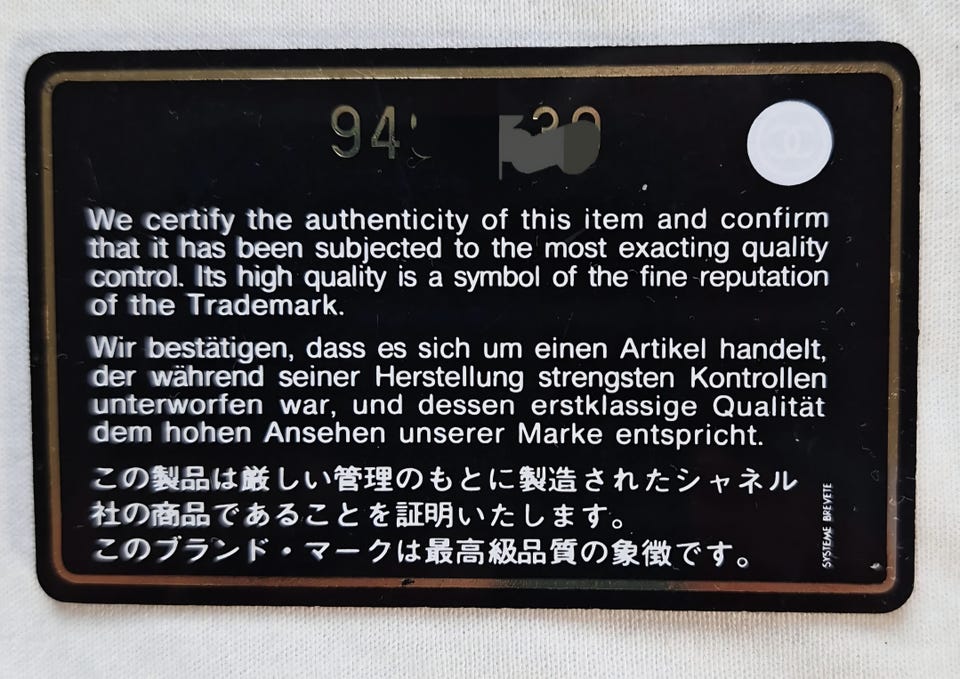 94
30
We certify the authenticity of this item and confirm
that it has been subjected to the most exacting quality
control. Its high quality is a symbol of the fine reputation
of the Trademark.
Wir bestätigen, dass es sich um einen Artikel handelt,
der während seiner Herstellung strengsten Kontrollen
unterworfen war, und dessen erstklassige Qualität
dem hohen Ansehen unserer Marke entspricht.
この製品は厳しい管理のもとに製造されたシャネル
社の商品であることを証明いたします。
このブランド・マークは最高級品質の象徴です。
SYSTEME BREVETE